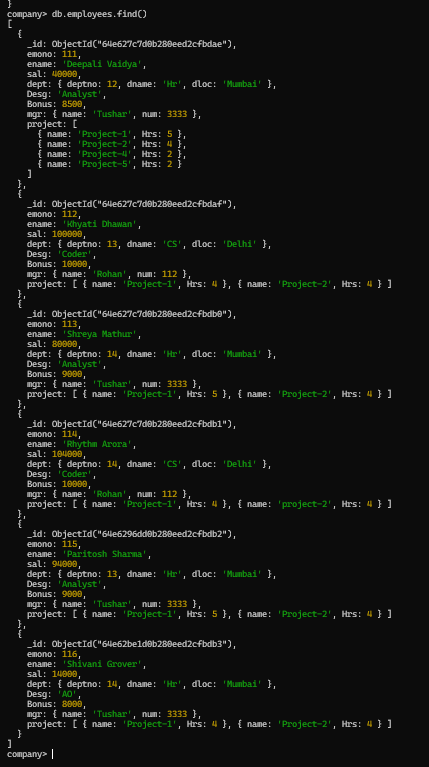 }
company> db.employees.find()
[
  {
    _id: ObjectId("64e627c7d0b280eed2cfbdae"),
    emono: 111,
    ename: 'Deepali Vaidya',
    sal: 40000,
    dept: { deptno: 12, dname: 'Hr', dloc: 'Mumbai' },
    Desg: 'Analyst',
    Bonus: 8500,
    mgr: { name: 'Tushar', num: 3333 },
    project: [
      { name: 'Project-1', Hrs: 5 },
      { name: 'Project-2', Hrs: 4 },
      { name: 'Project-4', Hrs: 2 },
      { name: 'Project-5', Hrs: 2 }
    ]
  },
  {
    _id: ObjectId("64e627c7d0b280eed2cfbdaf"),
    emono: 112,
    ename: 'Khyati Dhawan',
    sal: 100000,
    dept: { deptno: 13, dname: 'CS', dloc: 'Delhi' },
    Desg: 'Coder',
    Bonus: 10000,
    mgr: { name: 'Rohan', num: 112 },
    project: [ { name: 'Project-1', Hrs: 4 }, { name: 'Project-2', Hrs: 4 } ]
  },
  {
    _id: ObjectId("64e627c7d0b280eed2cfbdb0"),
    emono: 113,
    ename: 'Shreya Mathur',
    sal: 80000,
    dept: { deptno: 14, dname: 'Hr', dloc: 'Mumbai' },
    Desg: 'Analyst',
    Bonus: 9000,
    mgr: { name: 'Tushar', num: 3333 },
    project: [ { name: 'Project-1', Hrs: 5 }, { name: 'Project-2', Hrs: 4 } ]
  },
  {
    _id: ObjectId("64e627c7d0b280eed2cfbdb1"),
    emono: 114,
    ename: 'Rhythm Arora',
    sal: 104000,
    dept: { deptno: 14, dname: 'CS', dloc: 'Delhi' },
    Desg: 'Coder',
    Bonus: 10000,
    mgr: { name: 'Rohan', num: 112 },
    project: [ { name: 'Project-1', Hrs: 4 }, { name: 'project-2', Hrs: 4 } ]
  },
  {
    _id: ObjectId("64e6296dd0b280eed2cfbdb2"),
    emono: 115,
    ename: 'Paritosh Sharma',
    sal: 94000,
    dept: { deptno: 13, dname: 'Hr', dloc: 'Mumbai' },
    Desg: 'Analyst',
    Bonus: 9000,
    mgr: { name: 'Tushar', num: 3333 },
    project: [ { name: 'Project-1', Hrs: 5 }, { name: 'Project-2', Hrs: 4 } ]
  },
  {
    _id: ObjectId("64e62be1d0b280eed2cfbdb3"),
    emono: 116,
    ename: 'Shivani Grover',
    sal: 14000,
    dept: { deptno: 14, dname: 'Hr', dloc: 'Mumbai' },
    Desg: 'AO',
    Bonus: 8000,
    mgr: { name: 'Tushar', num: 3333 },
    project: [ { name: 'Project-1', Hrs: 4 }, { name: 'Project-2', Hrs: 4 } ]
  }
]
company>